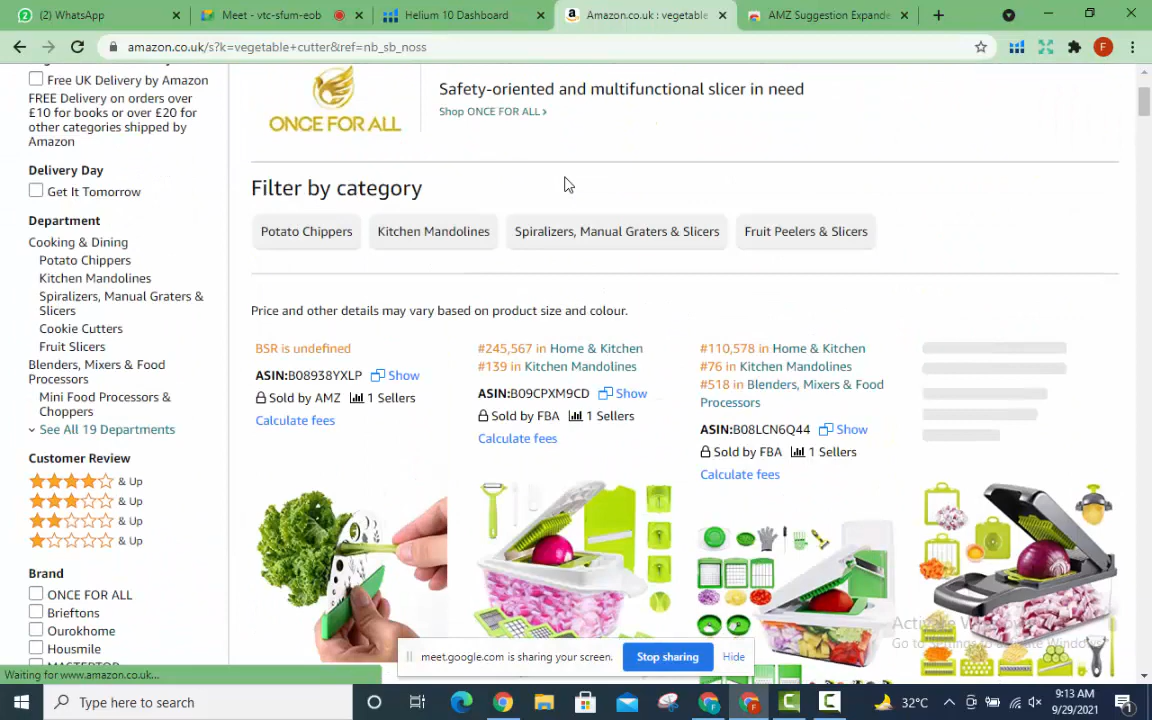 WhatsApp
Meet - vtc-sfum-eob
Helium 10 Dashboard
Amazon.co.uk : vegetable
AMZ Suggestion Expande
amazon.co.uk/s?k=vegetable+cutter&ref=nb_sb_noss
F
Free UK Delivery by Amazon
FREE Delivery on orders over
£10 for books or over £20 for
other categories shipped by
Amazon
Delivery Day
Get It Tomorrow
Department
Cooking & Dining
Potato Chippers
Kitchen Mandolines
Spiralizers, Manual Graters &
Slicers
Cookie Cutters
Fruit Slicers
Blenders, Mixers & Food
Processors
Mini Food Processors &
Choppers
See All 19 Departments
Customer Review
& Up
& Up
& Up
& Up
Brand
ONCE FOR ALL
Brieftons
Ourokhome
Housmile
ONCE FOR ALL
Safety-oriented and multifunctional slicer in need
Shop ONCE FOR ALL ›
Filter by category
Potato Chippers
Kitchen Mandolines
Spiralizers, Manual Graters & Slicers
Fruit Peelers & Slicers
Price and other details may vary based on product size and colour.
BSR is undefined
ASIN:B08938YXLP Show
Sold by AMZ 1 Sellers
Calculate fees
#245,567 in Home & Kitchen
#139 in Kitchen Mandolines
ASIN:B09CPXM9CD Show
Sold by FBA 1 Sellers
Calculate fees
#110,578 in Home & Kitchen
#76 in Kitchen Mandolines
#518 in Blenders, Mixers & Food
Processors
ASIN:B08LCN6Q44 Show
Sold by FBA 1 Sellers
Calculate fees
Activate Windows
Go to Settings to activate Windows.
meet.google.com is sharing your screen.
Stop sharing
Hide
Waiting for www.amazon.co.uk...
Type here to search
32°C
9:13 AM
9/29/2021
1